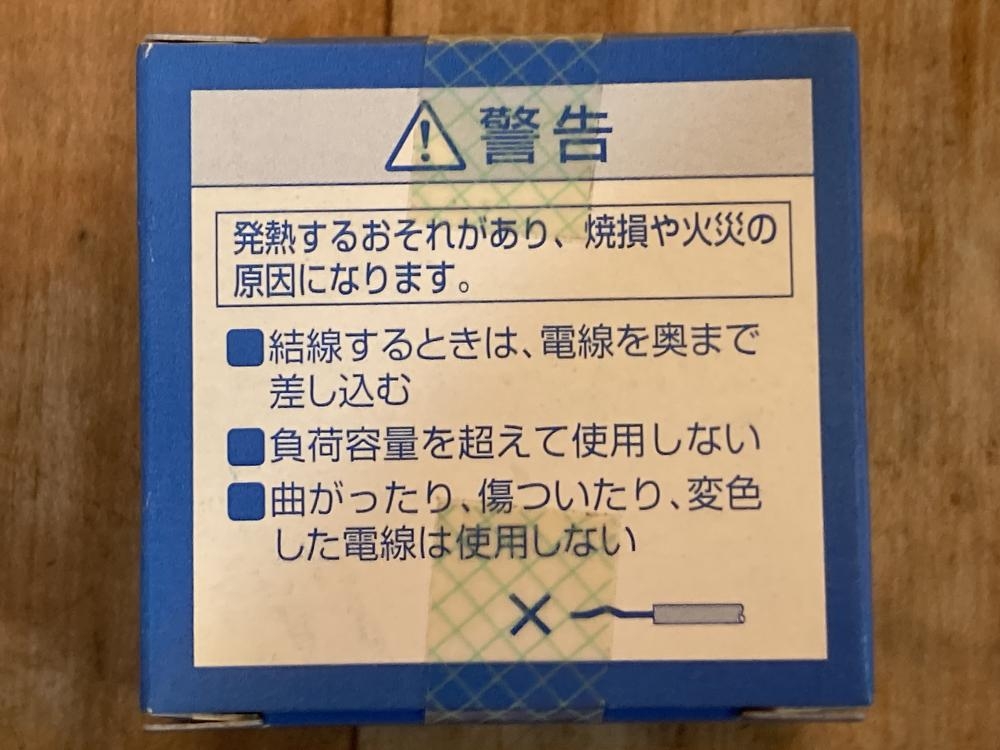 警告
発熱するおそれがあり、焼損や火災の
原因になります。
■結線するときは、電線を奥まで
差し込む
■負荷容量を超えて使用しない
■曲がったり、傷ついたり、変色
した電線は使用しない